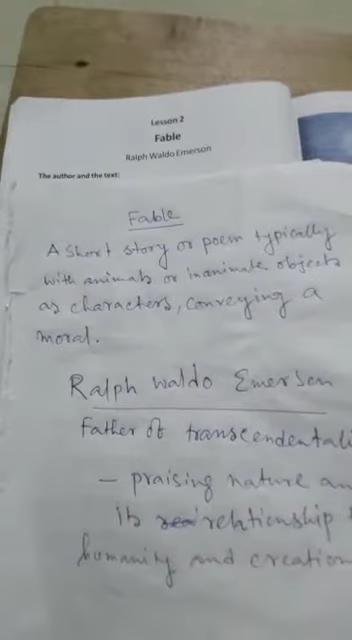 Lesson 2
Fable
Ralph Waldo Emerson
The author and the text:
Fable
A short story or poem typically
with animals or inanimate objects
as characters, conveying a
moral.
Ralph Waldo Emerson
Father of transcendentali
- praising nature an
its relationship
humanity and creation